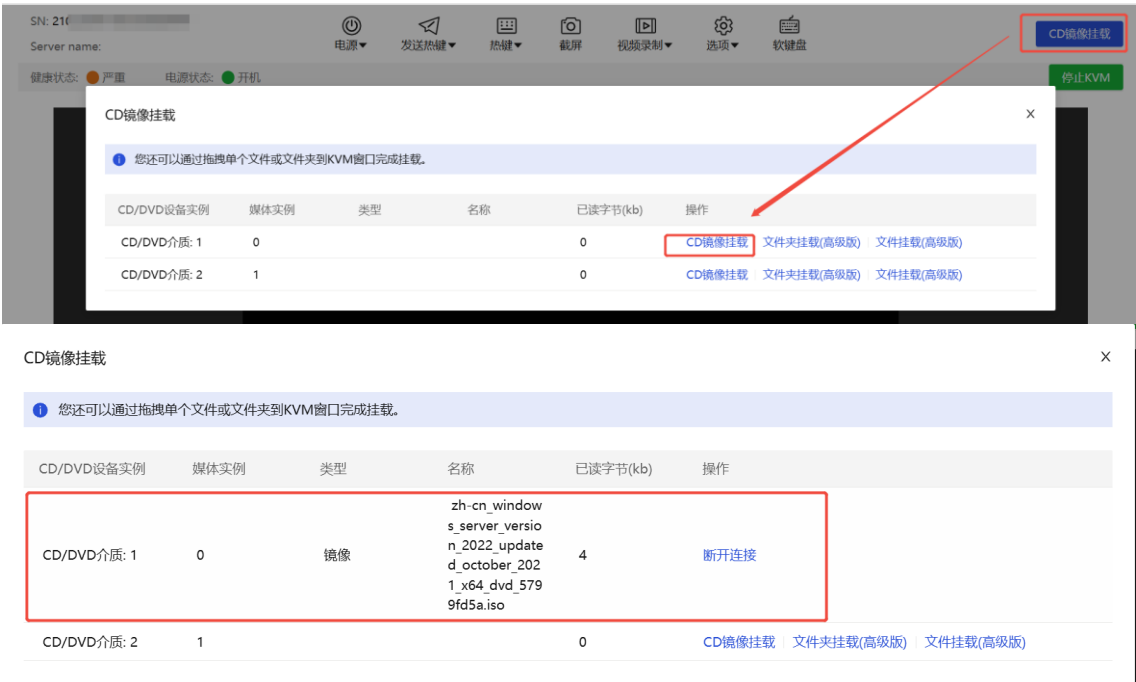 SN: 210
电源▼ 发送热键▼ 热键▼ 截屏 视频录制▼ 选项▼ 软键盘
CD镜像挂载
Server name:
健康状态: 严重 电源状态: 开机
停止KVM
CD镜像挂载 X
您还可以通过拖拽单个文件或文件夹到KVM窗口完成挂载。
CD/DVD设备实例 媒体实例 类型 名称 已读字节(kb) 操作
CD/DVD介质: 1 0 0 CD镜像挂载 文件夹挂载(高级版) 文件挂载(高级版)
CD/DVD介质: 2 1 0 CD镜像挂载 文件夹挂载(高级版) 文件挂载(高级版)
CD镜像挂载 X
您还可以通过拖拽单个文件或文件夹到KVM窗口完成挂载。
CD/DVD设备实例 媒体实例 类型 名称 已读字节(kb) 操作
zh-cn_window
s_server_versio
n_2022_update
CD/DVD介质: 1 0 镜像 d_october_202 4 断开连接
1_x64_dvd_579
9fd5a.iso
CD/DVD介质: 2 1 0 CD镜像挂载 文件夹挂载(高级版) 文件挂载(高级版)